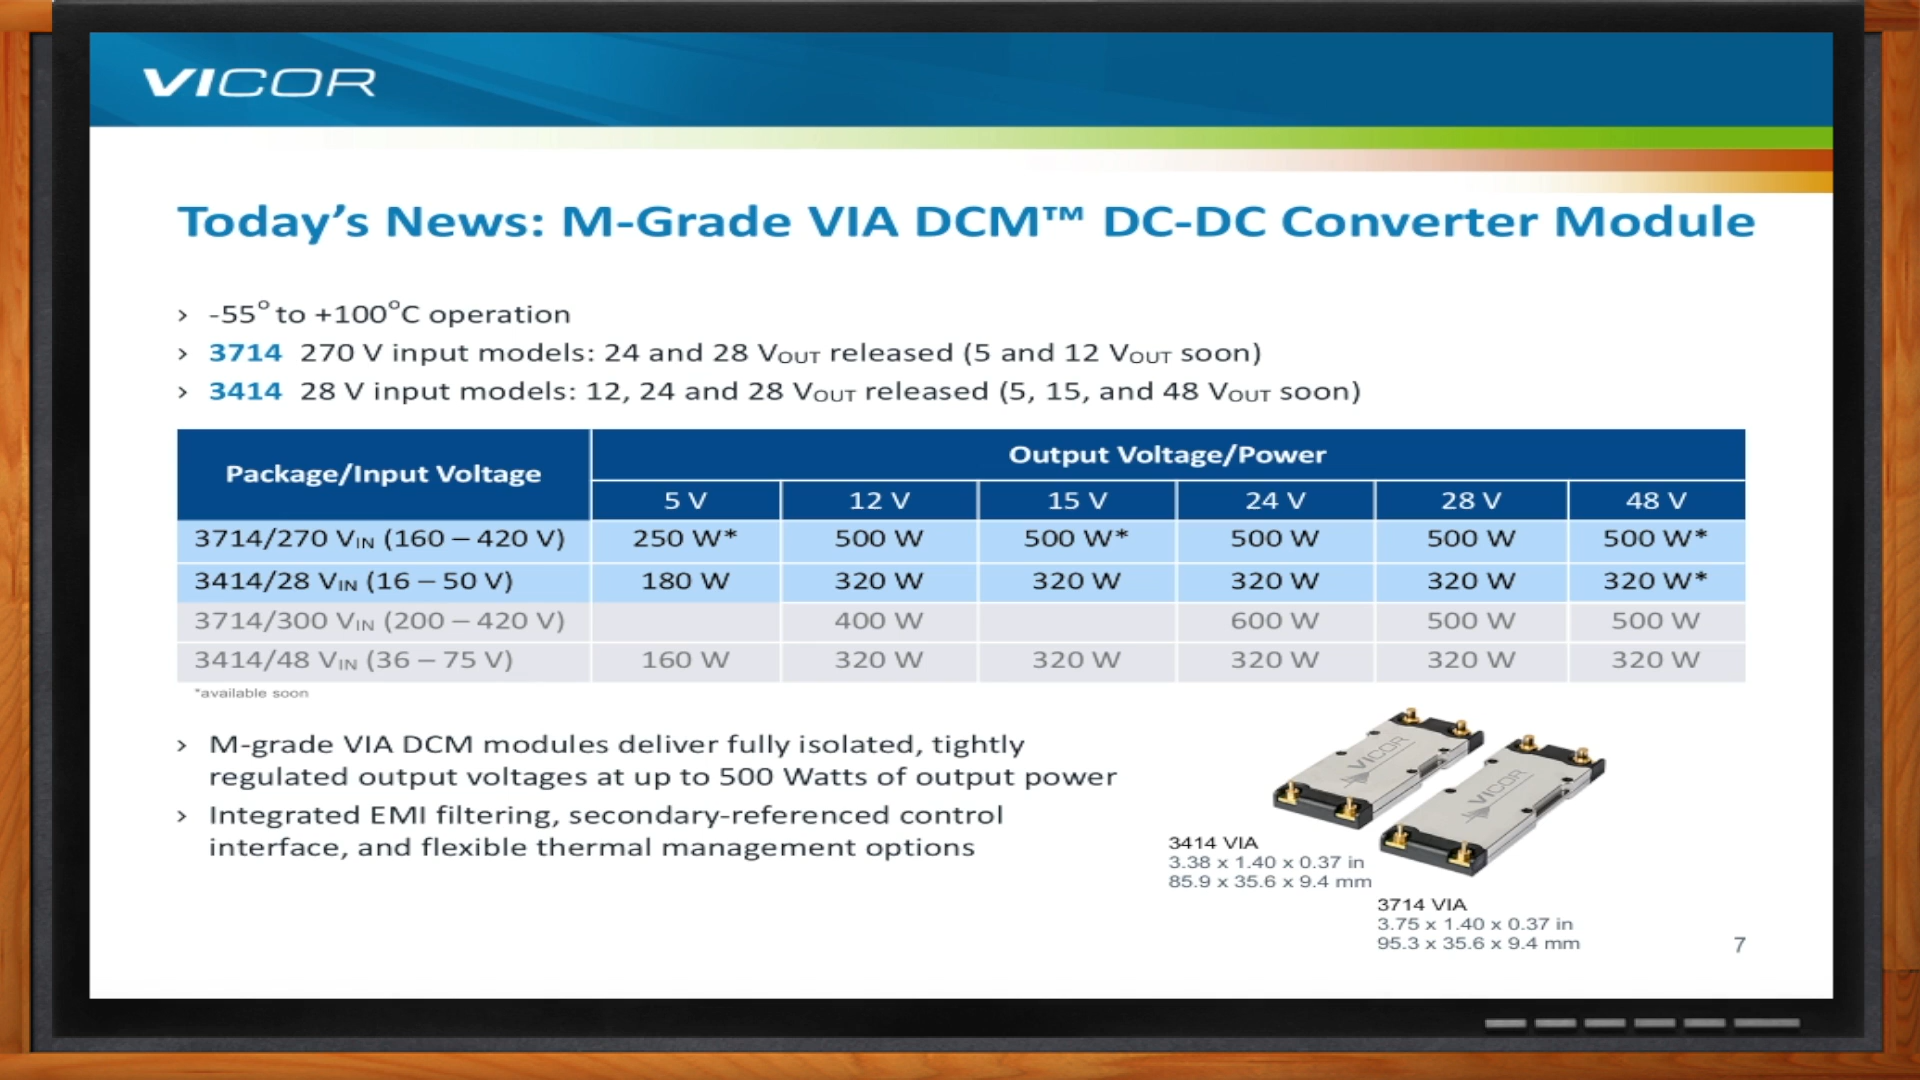 VICOR
Today's News: M-Grade VIA DCM™ DC-DC Converter Module
› -55° to +100°C operation
› 3714 270 V input models: 24 and 28 VOUT released (5 and 12 VOUT soon)
› 3414 28 V input models: 12, 24 and 28 VOUT released (5, 15, and 48 VOUT soon)
Package/Input Voltage
Output Voltage/Power
5 V 12 V 15 V 24 V 28 V 48 V
3714/270 VIN (160 – 420 V) 250 W* 500 W 500 W* 500 W 500 W 500 W*
3414/28 VIN (16 – 50 V) 180 W 320 W 320 W 320 W 320 W 320 W*
3714/300 VIN (200 – 420 V) 400 W 600 W 500 W 500 W
3414/48 VIN (36 – 75 V) 160 W 320 W 320 W 320 W 320 W 320 W
*available soon
› M-grade VIA DCM modules deliver fully isolated, tightly
regulated output voltages at up to 500 Watts of output power
› Integrated EMI filtering, secondary-referenced control
interface, and flexible thermal management options
VICOR
VICOR
3414 VIA
3.38 x 1.40 x 0.37 in
85.9 x 35.6 x 9.4 mm
3714 VIA
3.75 x 1.40 x 0.37 in
95.3 x 35.6 x 9.4 mm
7